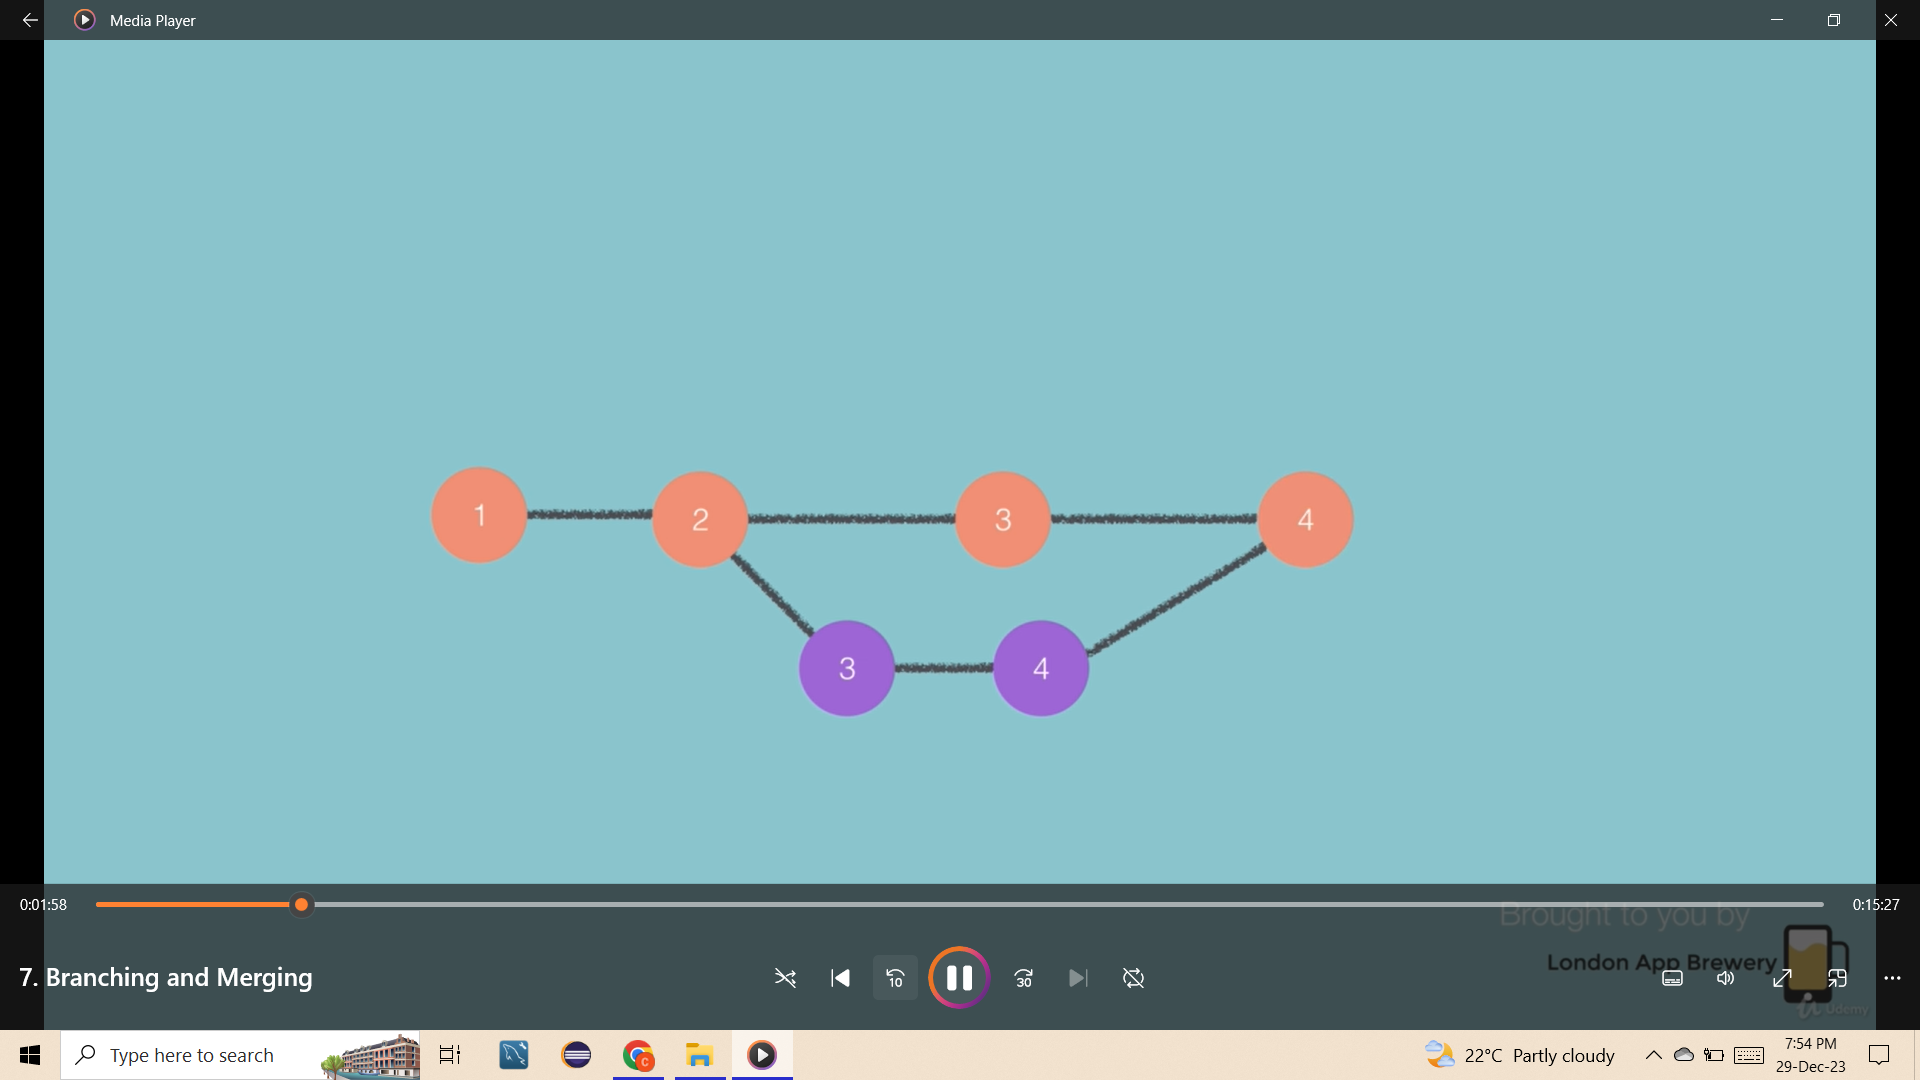 Media Player
1
2
3
4
3
4
0:01:58
0:15:27
Brought to you by
London App Brewery
7. Branching and Merging
10
30
Udemy
Type here to search
22°C Partly cloudy
7:54 PM
29-Dec-23